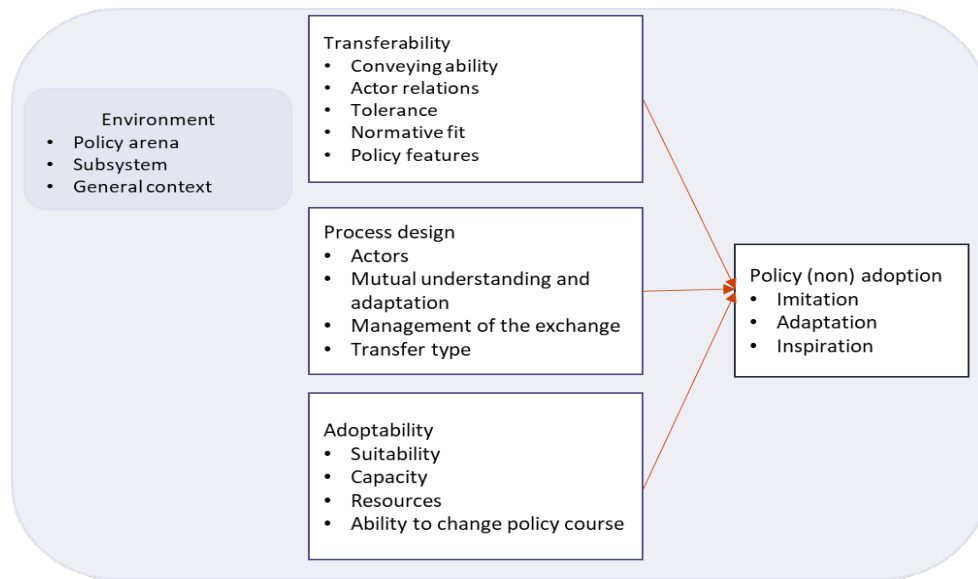 Environment
• Policy arena
• Subsystem
• General context
Transferability
• Conveying ability
• Actor relations
• Tolerance
• Normative fit
• Policy features
Process design
• Actors
• Mutual understanding and
adaptation
• Management of the exchange
• Transfer type
Adoptability
• Suitability
• Capacity
• Resources
• Ability to change policy course
Policy (non) adoption
• Imitation
• Adaptation
• Inspiration